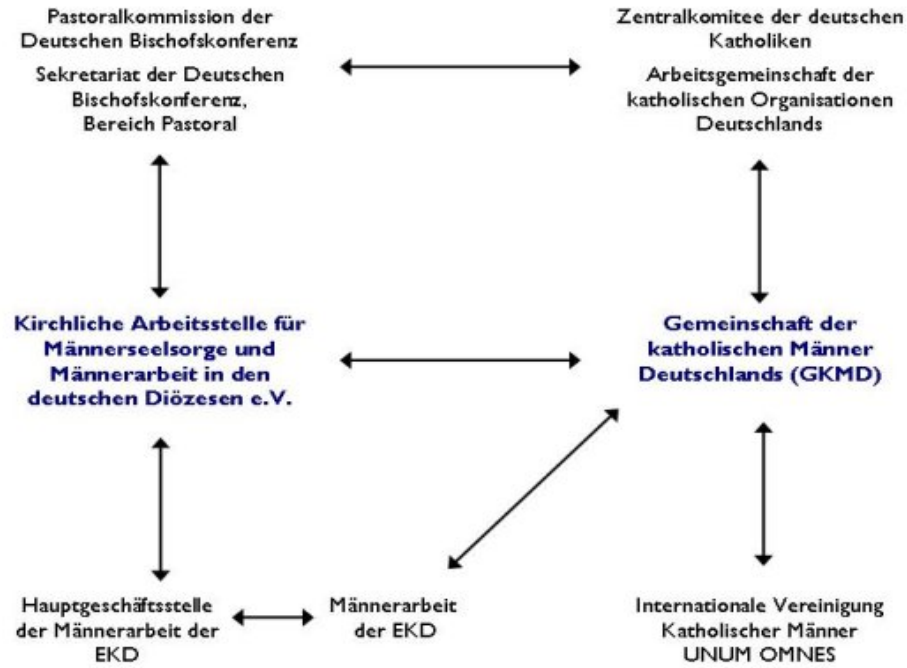 Pastoralkommission der
Deutschen Bischofskonferenz
Sekretariat der Deutschen
Bischofskonferenz,
Bereich Pastoral
Zentralkomitee der deutschen
Katholiken
Arbeitsgemeinschaft der
katholischen Organisationen
Deutschlands
Kirchliche Arbeitsstelle für
Männerseelsorge und
Männerarbeit in den
deutschen Diözesen e.V.
Gemeinschaft der
katholischen Männer
Deutschlands (GKMD)
Hauptgeschäftsstelle
der Männerarbeit der
EKD
Männerarbeit
der EKD
Internationale Vereinigung
Katholischer Männer
UNUM OMNES